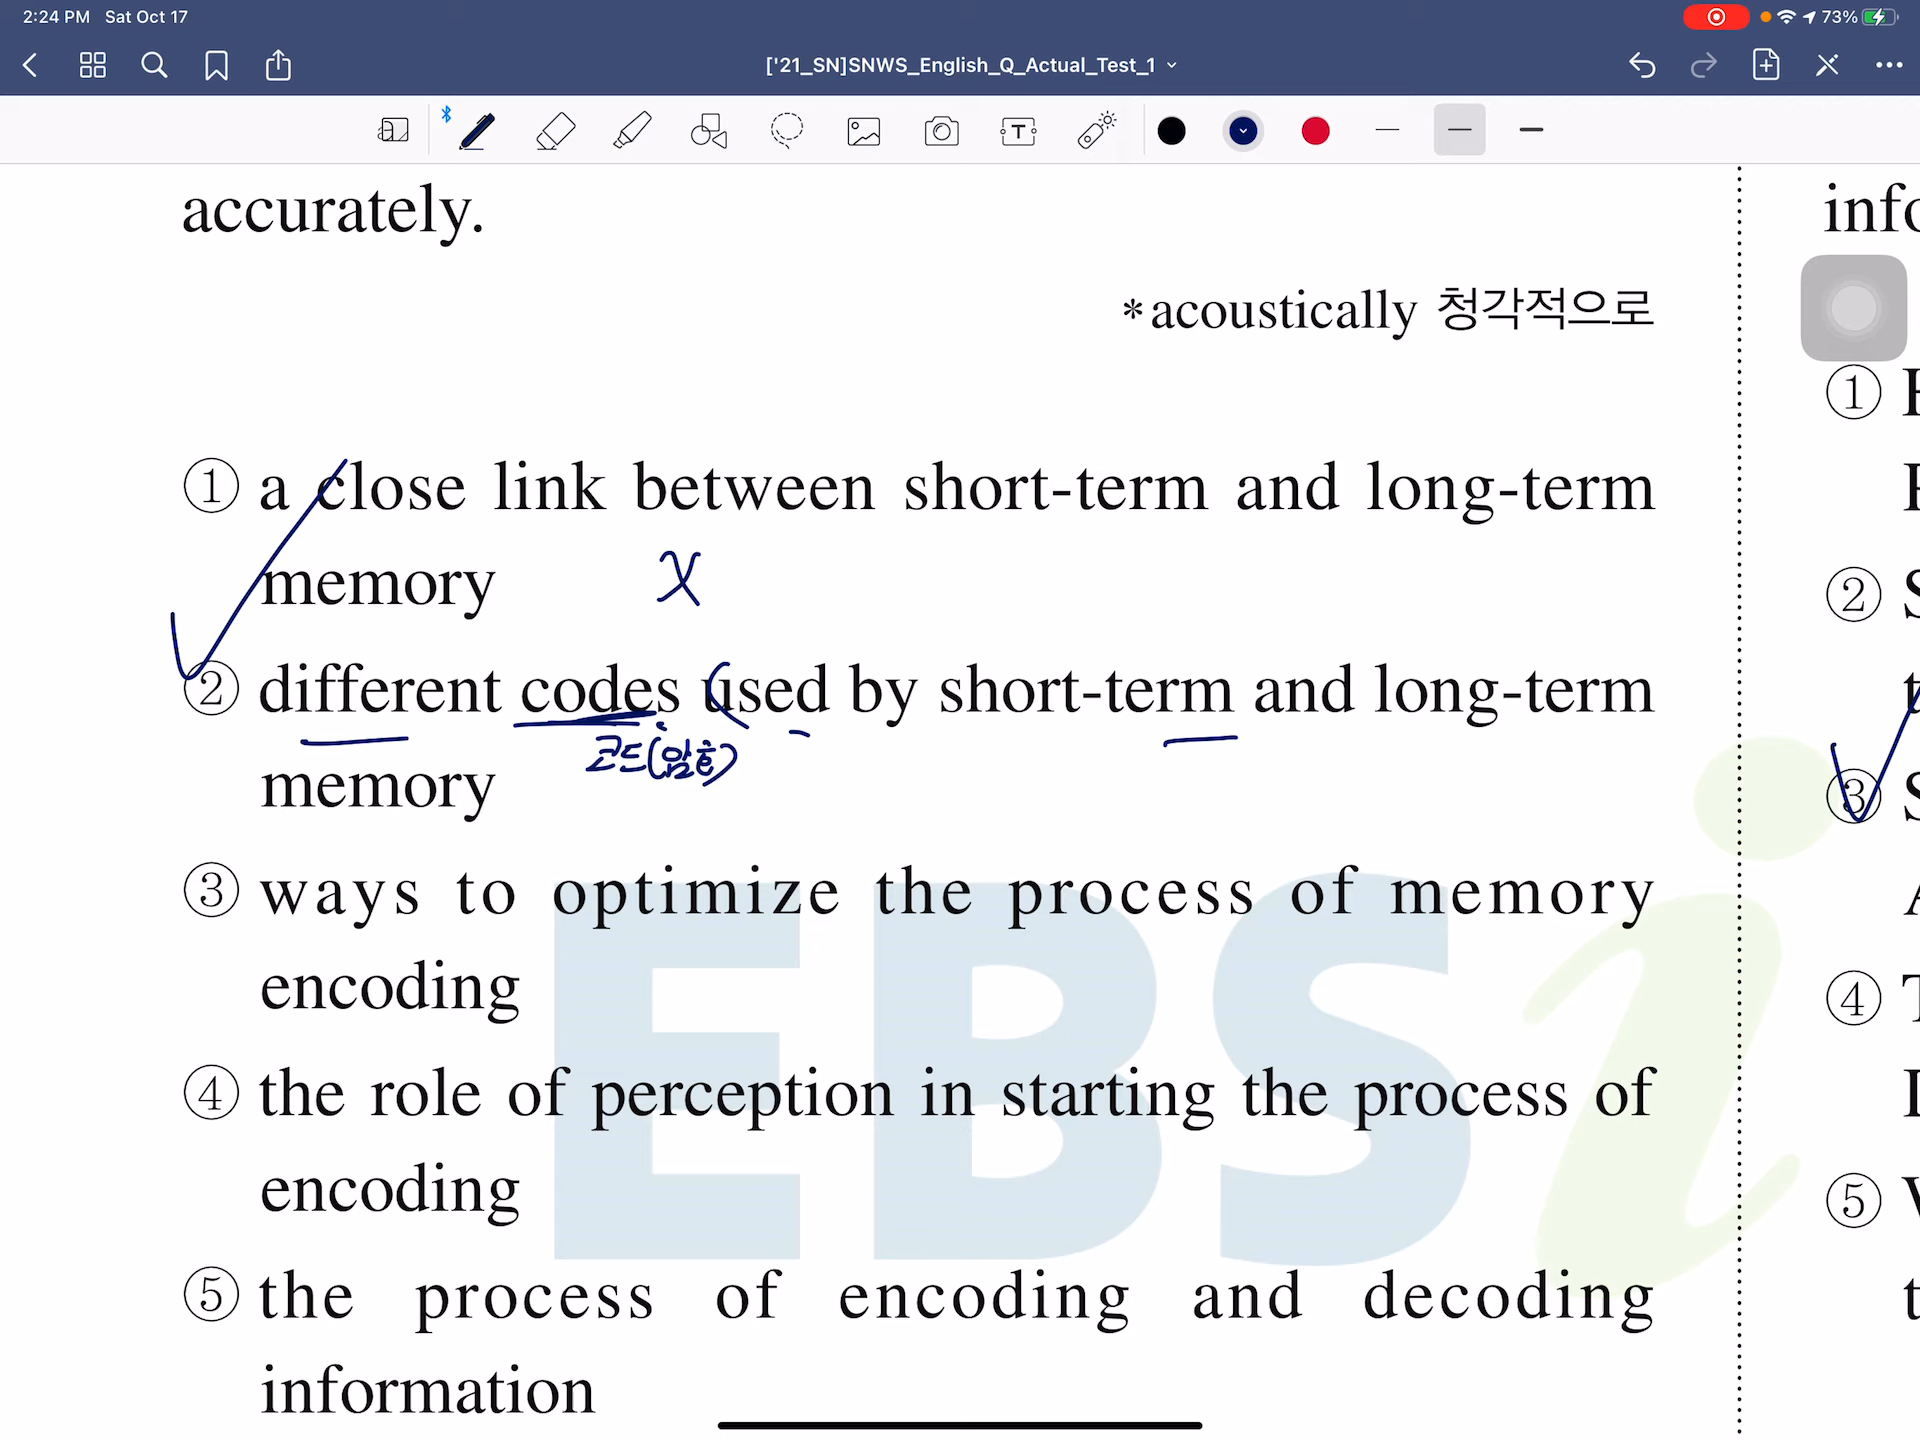 2:24 PM Sat Oct 17
73%
['21_SN]SNWS_English_Q_Actual_Test_1
accurately.
*acoustically 청각적으로
① a close link between short-term and long-term
memory X
② different codes used by short-term and long-term
코드(암호)
memory
③ ways to optimize the process of memory
encoding
④ the role of perception in starting the process of
encoding
⑤ the process of encoding and decoding
information
EBSi
①
②
③
④
⑤